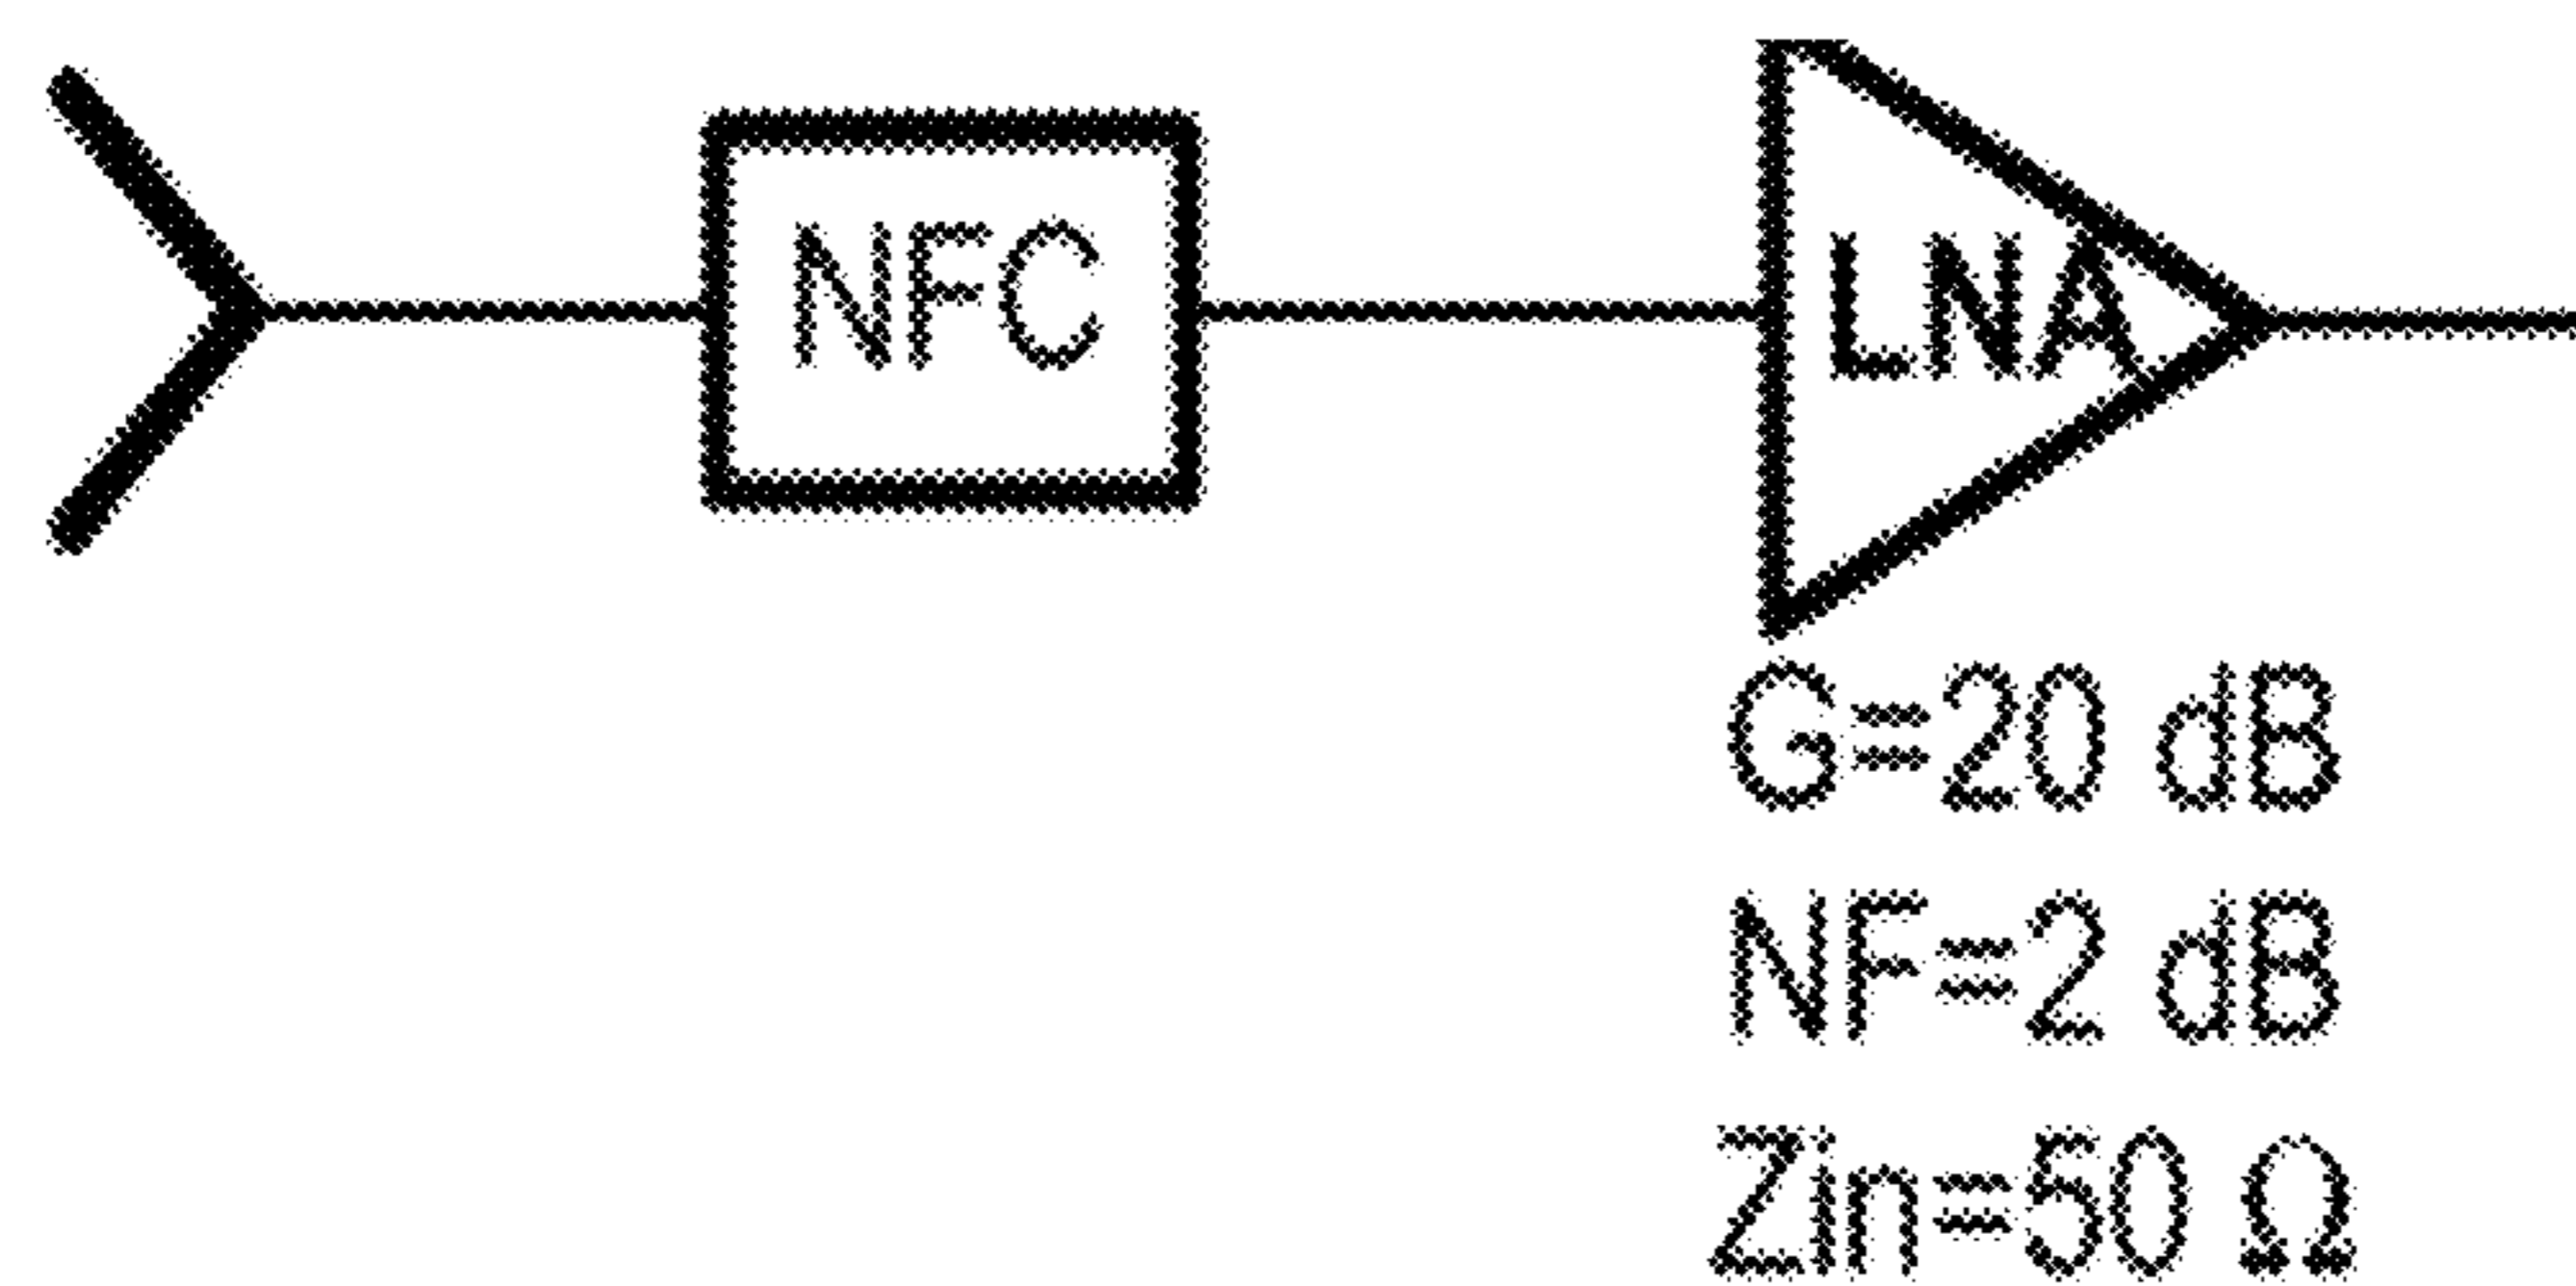 NFC
LNA
G=20 dB
NF=2 dB
Zin=50 Ω